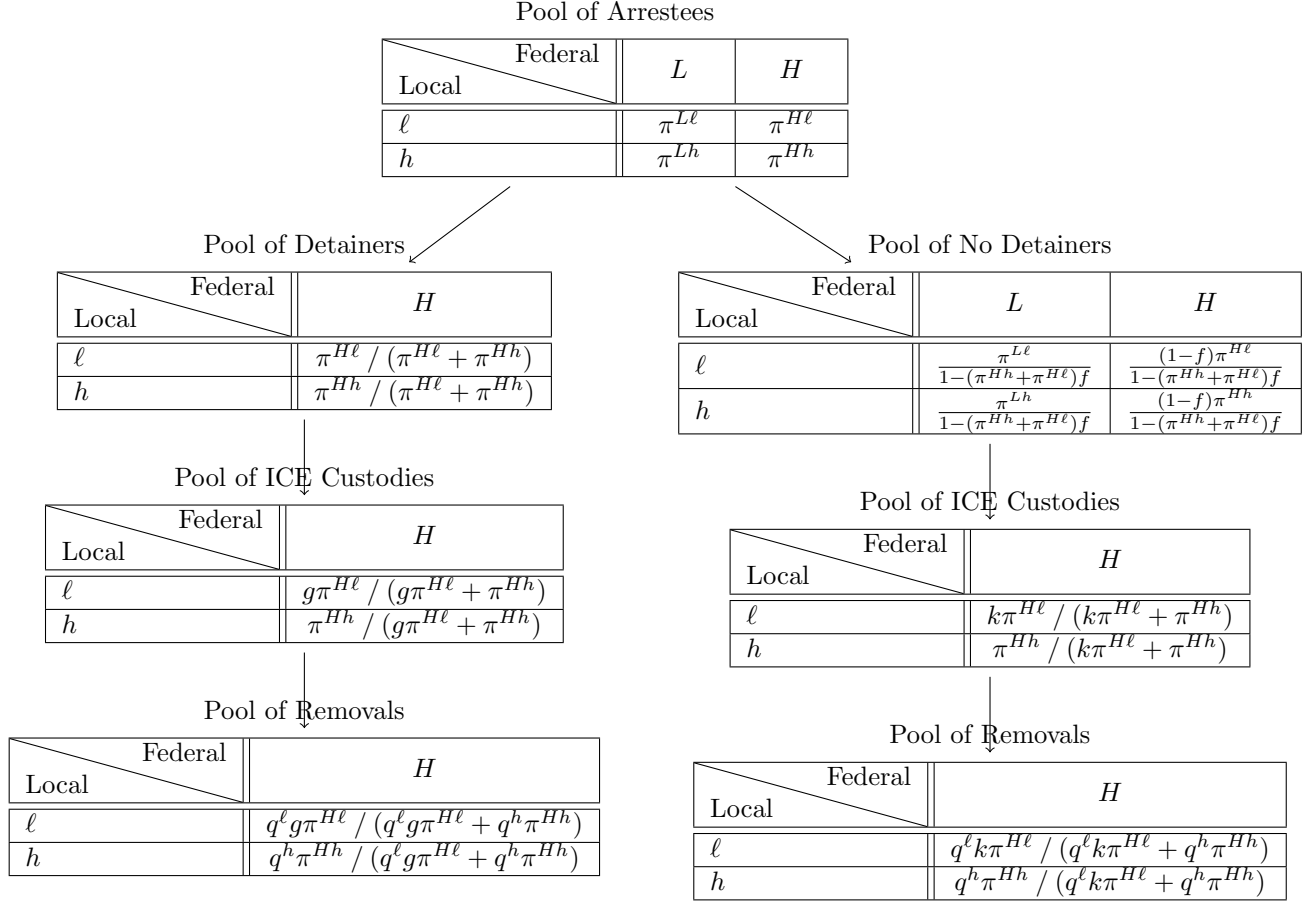 Pool of Arrestees
Federal
Local
L H
ℓ π^{Lℓ} π^{Hℓ}
h π^{Lh} π^{Hh}
Pool of Detainers
Federal
Local
H
ℓ π^{Hℓ} / (π^{Hℓ} + π^{Hh})
h π^{Hh} / (π^{Hℓ} + π^{Hh})
Pool of No Detainers
Federal
Local
L H
ℓ \frac{π^{Lℓ}}{1−(π^{Hh}+π^{Hℓ})f} \frac{(1−f)π^{Hℓ}}{1−(π^{Hh}+π^{Hℓ})f}
h \frac{π^{Lh}}{1−(π^{Hh}+π^{Hℓ})f} \frac{(1−f)π^{Hh}}{1−(π^{Hh}+π^{Hℓ})f}
Pool of ICE Custodies
Federal
Local
H
ℓ gπ^{Hℓ} / (gπ^{Hℓ} + π^{Hh})
h π^{Hh} / (gπ^{Hℓ} + π^{Hh})
Pool of ICE Custodies
Federal
Local
H
ℓ kπ^{Hℓ} / (kπ^{Hℓ} + π^{Hh})
h π^{Hh} / (kπ^{Hℓ} + π^{Hh})
Pool of Removals
Federal
Local
H
ℓ q^ℓgπ^{Hℓ} / (q^ℓgπ^{Hℓ} + q^hπ^{Hh})
h q^hπ^{Hh} / (q^ℓgπ^{Hℓ} + q^hπ^{Hh})
Pool of Removals
Federal
Local
H
ℓ q^ℓkπ^{Hℓ} / (q^ℓkπ^{Hℓ} + q^hπ^{Hh})
h q^hπ^{Hh} / (q^ℓkπ^{Hℓ} + q^hπ^{Hh})